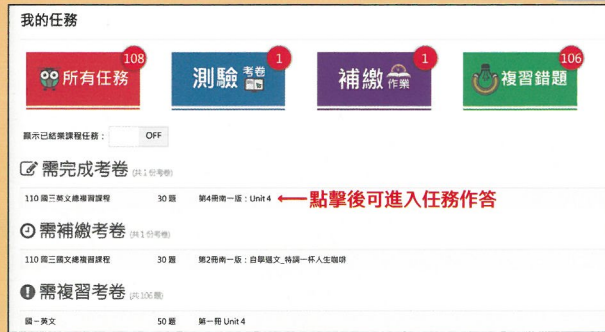 我的任務
108
所有任務
1
測驗 考卷
1
補繳 作業
106
複習錯題
顯示已結業課程任務： OFF
需完成考卷 (共1份考卷)
110 國三英文總複習課程 30 題 第4冊南一版：Unit 4 點擊後可進入任務作答
需補繳考卷 (共1份考卷)
110 國三國文總複習課程 30 題 第2冊南一版：自學選文_特調一杯人生咖啡
需複習考卷 (共106題)
國一英文 50 題 第一冊 Unit 4